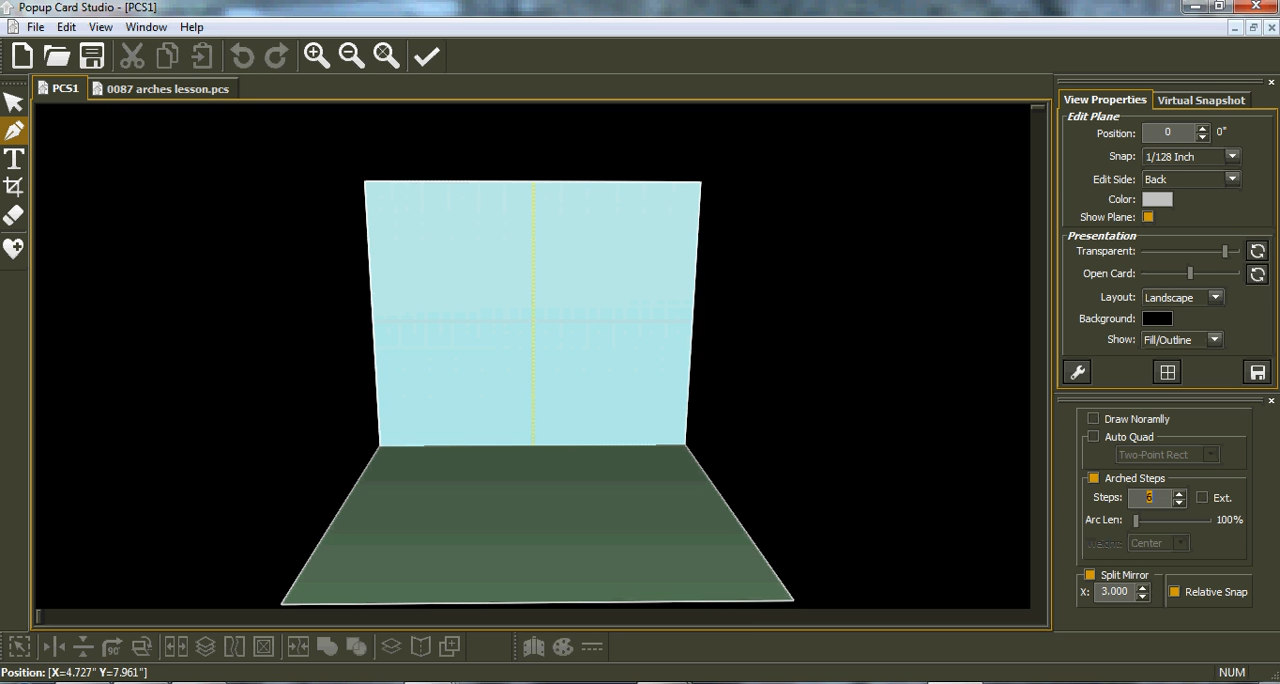 Popup Card Studio - [PCS1]
File Edit View Window Help
PCS1 0087 arches lesson.pcs
T
View Properties Virtual Snapshot
Edit Plane
Position: 0 0"
Snap: 1/128 Inch
Edit Side: Back
Color:
Show Plane:
Presentation
Transparent:
Open Card:
Layout: Landscape
Background:
Show: Fill/Outline
Draw Noramlly
Auto Quad
Two-Point Rect
Arched Steps
Steps: 6 Ext.
Arc Len: 100%
Weight: Center
Split Mirror
X: 3.000 Relative Snap
90°
Position: [X=4.727" Y=7.961"] NUM